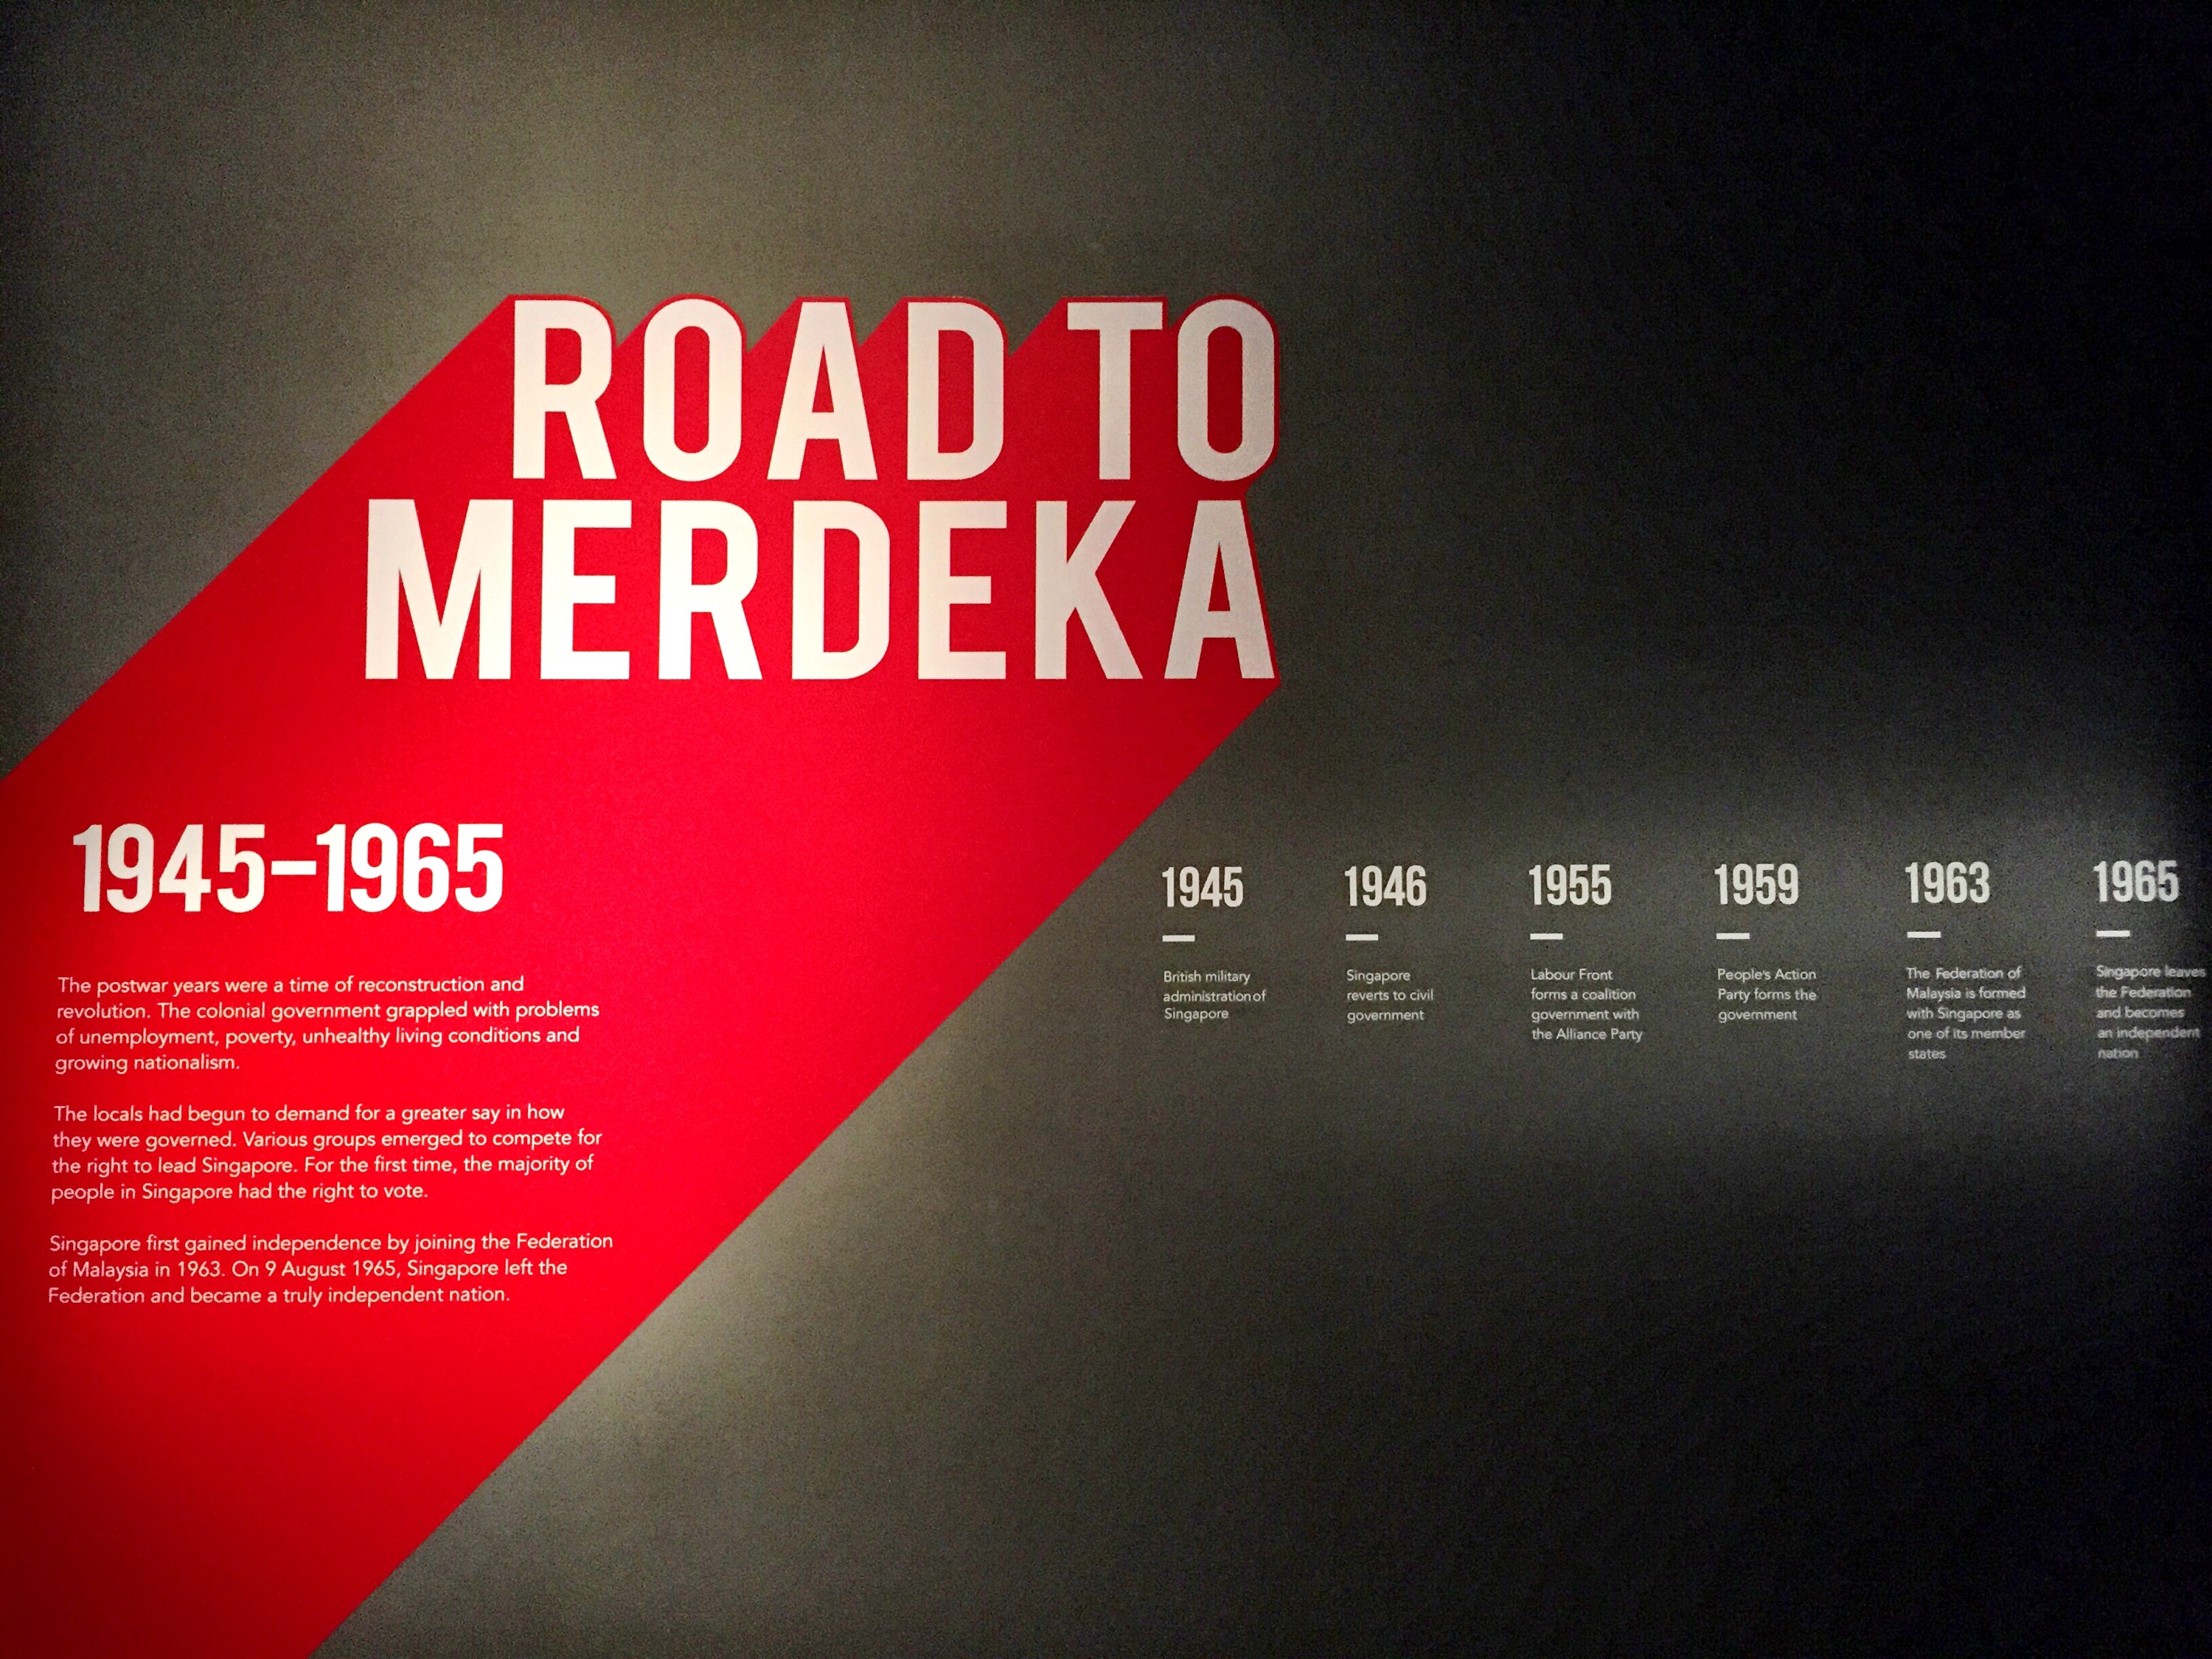 ROAD TO
MERDEKA
1945–1965
The postwar years were a time of reconstruction and
revolution. The colonial government grappled with problems
of unemployment, poverty, unhealthy living conditions and
growing nationalism.
The locals had begun to demand for a greater say in how
they were governed. Various groups emerged to compete for
the right to lead Singapore. For the first time, the majority of
people in Singapore had the right to vote.
Singapore first gained independence by joining the Federation
of Malaysia in 1963. On 9 August 1965, Singapore left the
Federation and became a truly independent nation.
1945
British military
administration of
Singapore
1946
Singapore
reverts to civil
government
1955
Labour Front
forms a coalition
government with
the Alliance Party
1959
People's Action
Party forms the
government
1963
The Federation of
Malaysia is formed
with Singapore as
one of its member
states
1965
Singapore leaves
the Federation
and becomes
an independent
nation